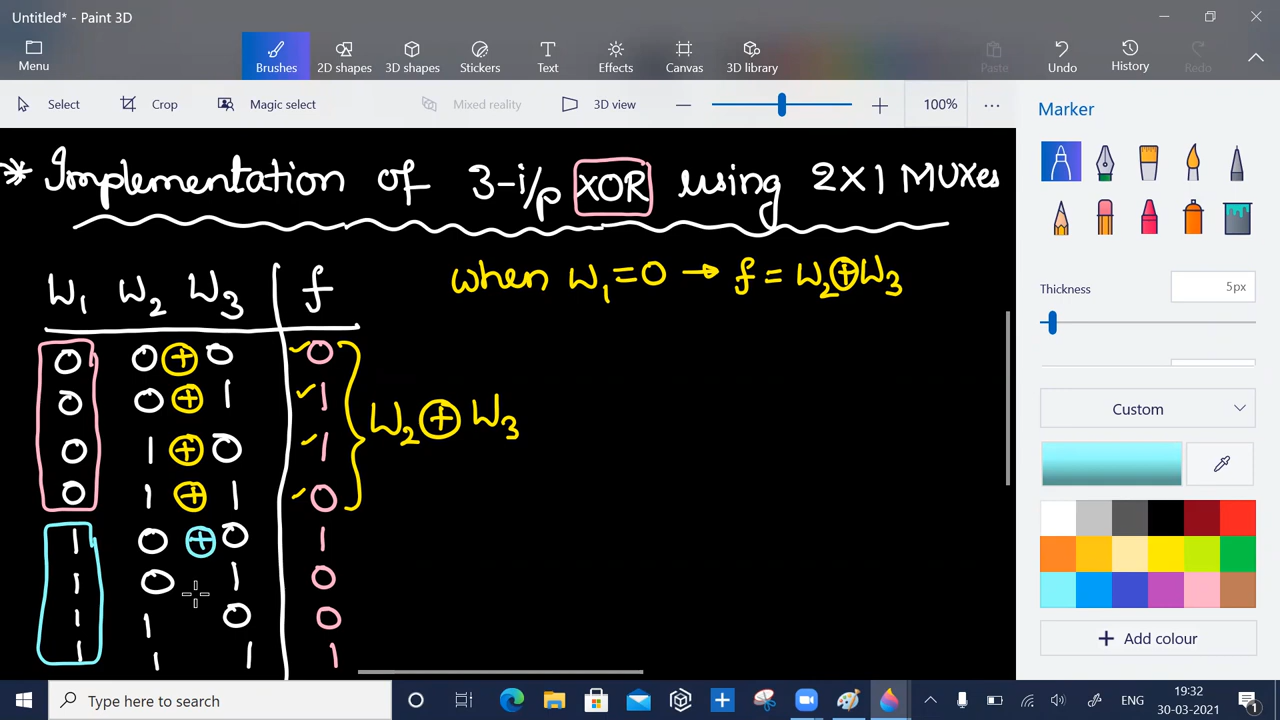 Untitled* - Paint 3D
Menu
Brushes
2D shapes
3D shapes
Stickers
Text
Effects
Canvas
3D library
Paste
Undo
History
Redo
Select
Crop
Magic select
Mixed reality
3D view
100%
Marker
Thickness
5px
Custom
Add colour
* Implementation of 3-i/p XOR using 2X1 MUXes
when W₁=0 → f = W₂⊕W₃
W₁ W₂ W₃ f
0 0 ⊕ 0 ✓ 0
0 0 ⊕ 1 ✓ 1
W₂ ⊕ W₃
0 1 ⊕ 0 ✓ 1
0 1 ⊕ 1 ✓ 0
1 0 ⊕ 0 1
1 0 1 0
1 1 0 0
1 1 1 1
Type here to search
ENG
19:32
30-03-2021
1